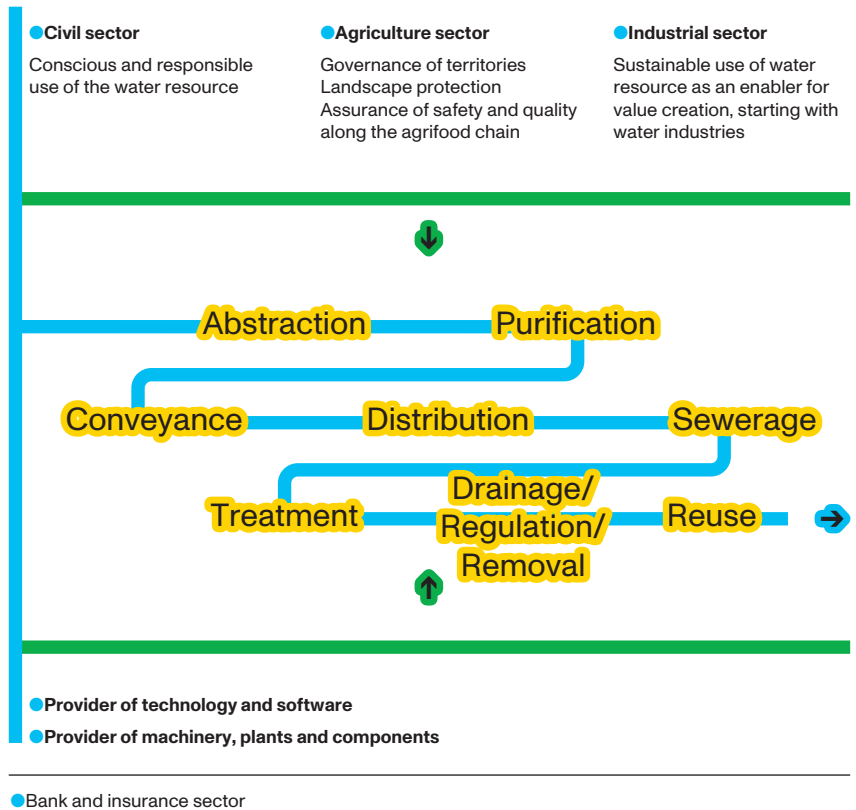 Civil sector
Conscious and responsible
use of the water resource
Agriculture sector
Governance of territories
Landscape protection
Assurance of safety and quality
along the agrifood chain
Industrial sector
Sustainable use of water
resource as an enabler for
value creation, starting with
water industries
Abstraction
Purification
Conveyance
Distribution
Sewerage
Treatment
Drainage/
Regulation/
Removal
Reuse
Provider of technology and software
Provider of machinery, plants and components
Bank and insurance sector